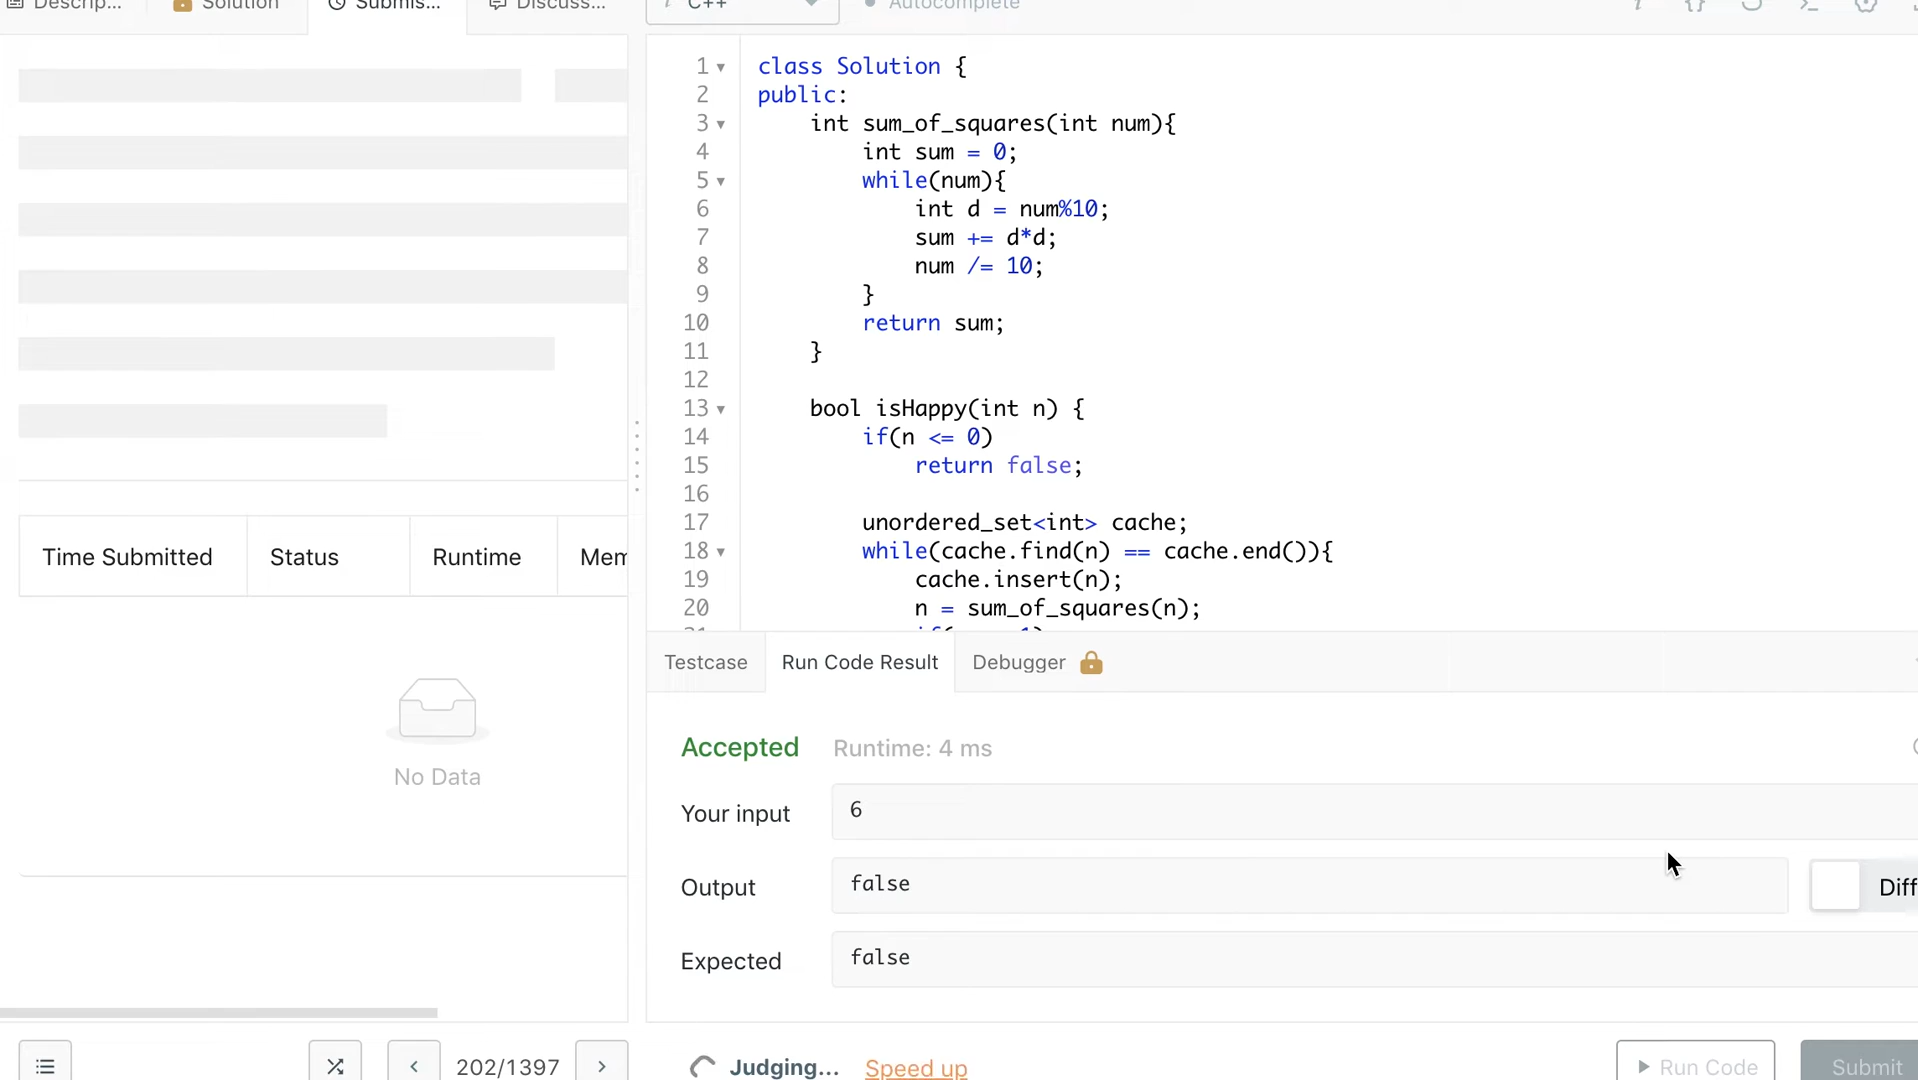 Descrip...
Solution
Submis...
Discuss...
C++
Autocomplete
1 class Solution {
2 public:
3 int sum_of_squares(int num){
4 int sum = 0;
5 while(num){
6 int d = num%10;
7 sum += d*d;
8 num /= 10;
9 }
10 return sum;
11 }
12
13 bool isHappy(int n) {
14 if(n <= 0)
15 return false;
16
17 unordered_set<int> cache;
18 while(cache.find(n) == cache.end()){
19 cache.insert(n);
20 n = sum_of_squares(n);
Time Submitted
Status
Runtime
Mem
No Data
Testcase
Run Code Result
Debugger
Accepted
Runtime: 4 ms
Your input
6
Output
false
Diff
Expected
false
202/1397
Judging...
Speed up
Run Code
Submit